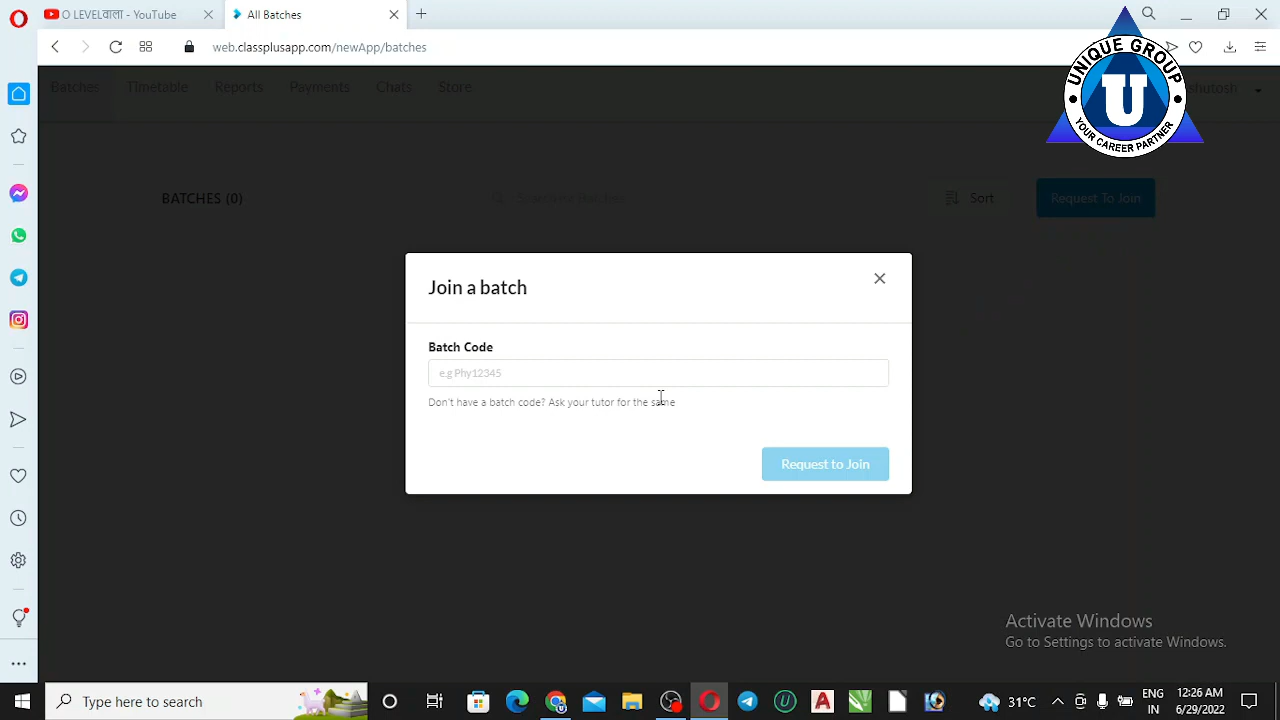 O LEVELवाला - YouTube
All Batches
web.classplusapp.com/newApp/batches
UNIQUE GROUP
U
YOUR CAREER PARTNER
Batches Timetable Reports Payments Chats Store
shutosh
BATCHES (0)
Sort
Request To Join
Join a batch
Batch Code
e.g Phy12345
Don't have a batch code? Ask your tutor for the same
Request to Join
Activate Windows
Go to Settings to activate Windows.
Type here to search
31°C
ENG
IN
12:26 AM
6/29/2022